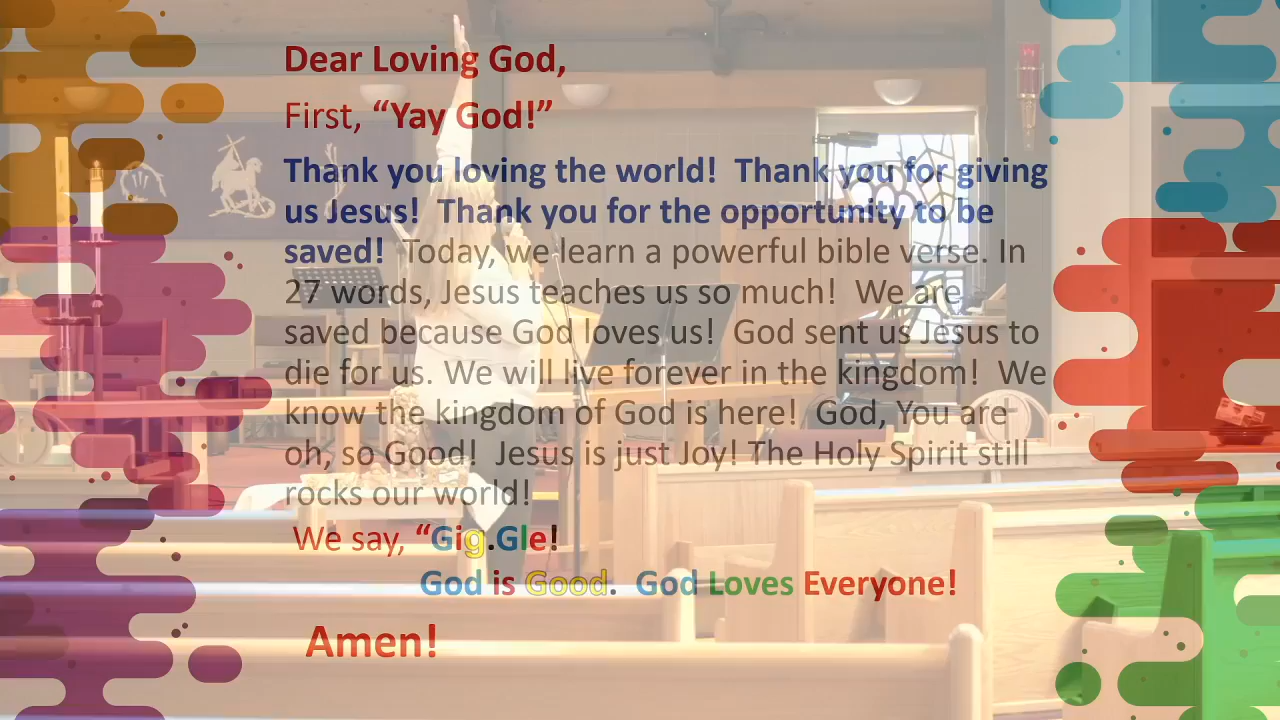 Dear Loving God,
First, “Yay God!”
Thank you loving the world!  Thank you for giving
us Jesus!  Thank you for the opportunity to be
saved!  Today, we learn a powerful bible verse. In
27 words, Jesus teaches us so much!  We are
saved because God loves us!  God sent us Jesus to
die for us. We will live forever in the kingdom!  We
know the kingdom of God is here!  God, You are
oh, so Good!  Jesus is just Joy! The Holy Spirit still
rocks our world!
We say, “Gig.Gle!
God is Good.  God Loves Everyone!
Amen!